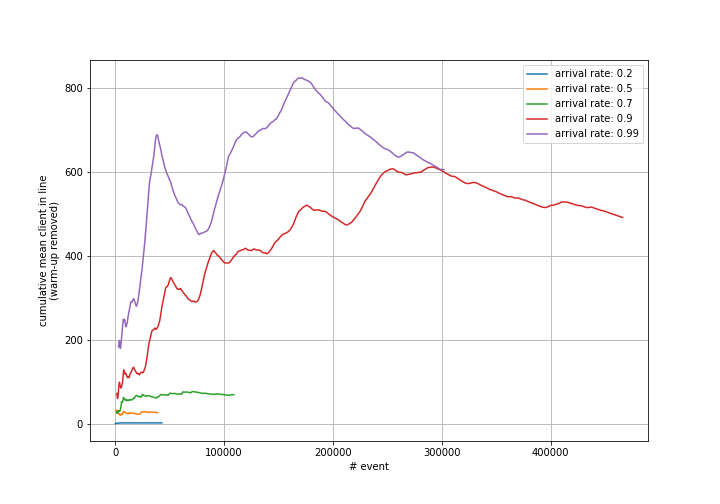 800
600
400
200
0
cumulative mean client in line
(warm-up removed)
0
100000
200000
300000
400000
# event
arrival rate: 0.2
arrival rate: 0.5
arrival rate: 0.7
arrival rate: 0.9
arrival rate: 0.99